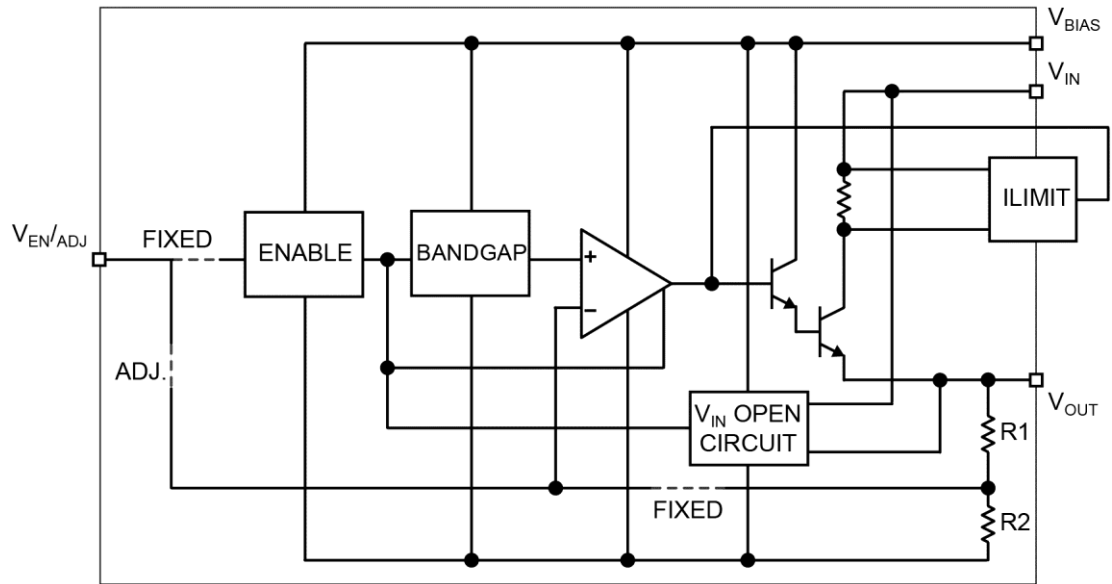 V_BIAS
V_IN
ILIMIT
V_EN/ADJ
FIXED
ENABLE
BANDGAP
+
−
ADJ.
V_IN OPEN
CIRCUIT
V_OUT
R1
FIXED
R2